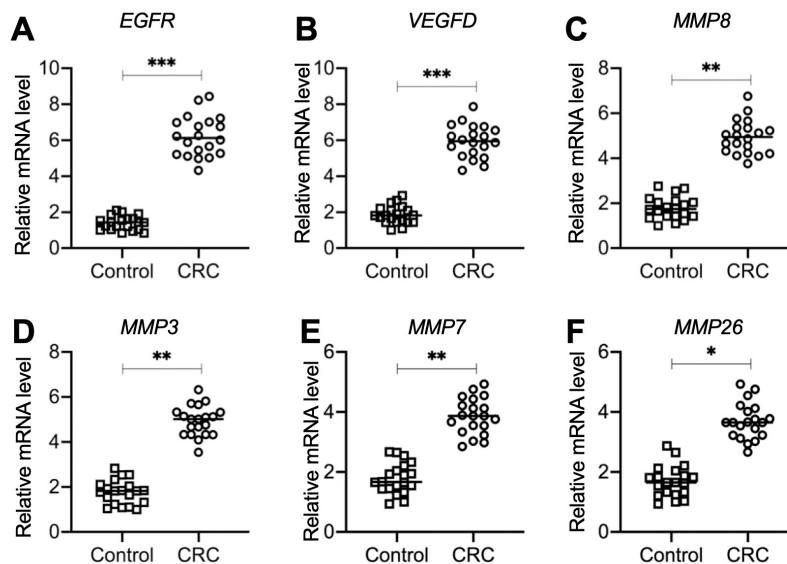 A
EGFR
Relative mRNA level
10
8
6
4
2
0
***
Control
CRC
B
VEGFD
Relative mRNA level
10
8
6
4
2
0
***
Control
CRC
C
MMP8
Relative mRNA level
8
6
4
2
0
**
Control
CRC
D
MMP3
Relative mRNA level
8
6
4
2
0
**
Control
CRC
E
MMP7
Relative mRNA level
6
4
2
0
**
Control
CRC
F
MMP26
Relative mRNA level
6
4
2
0
*
Control
CRC